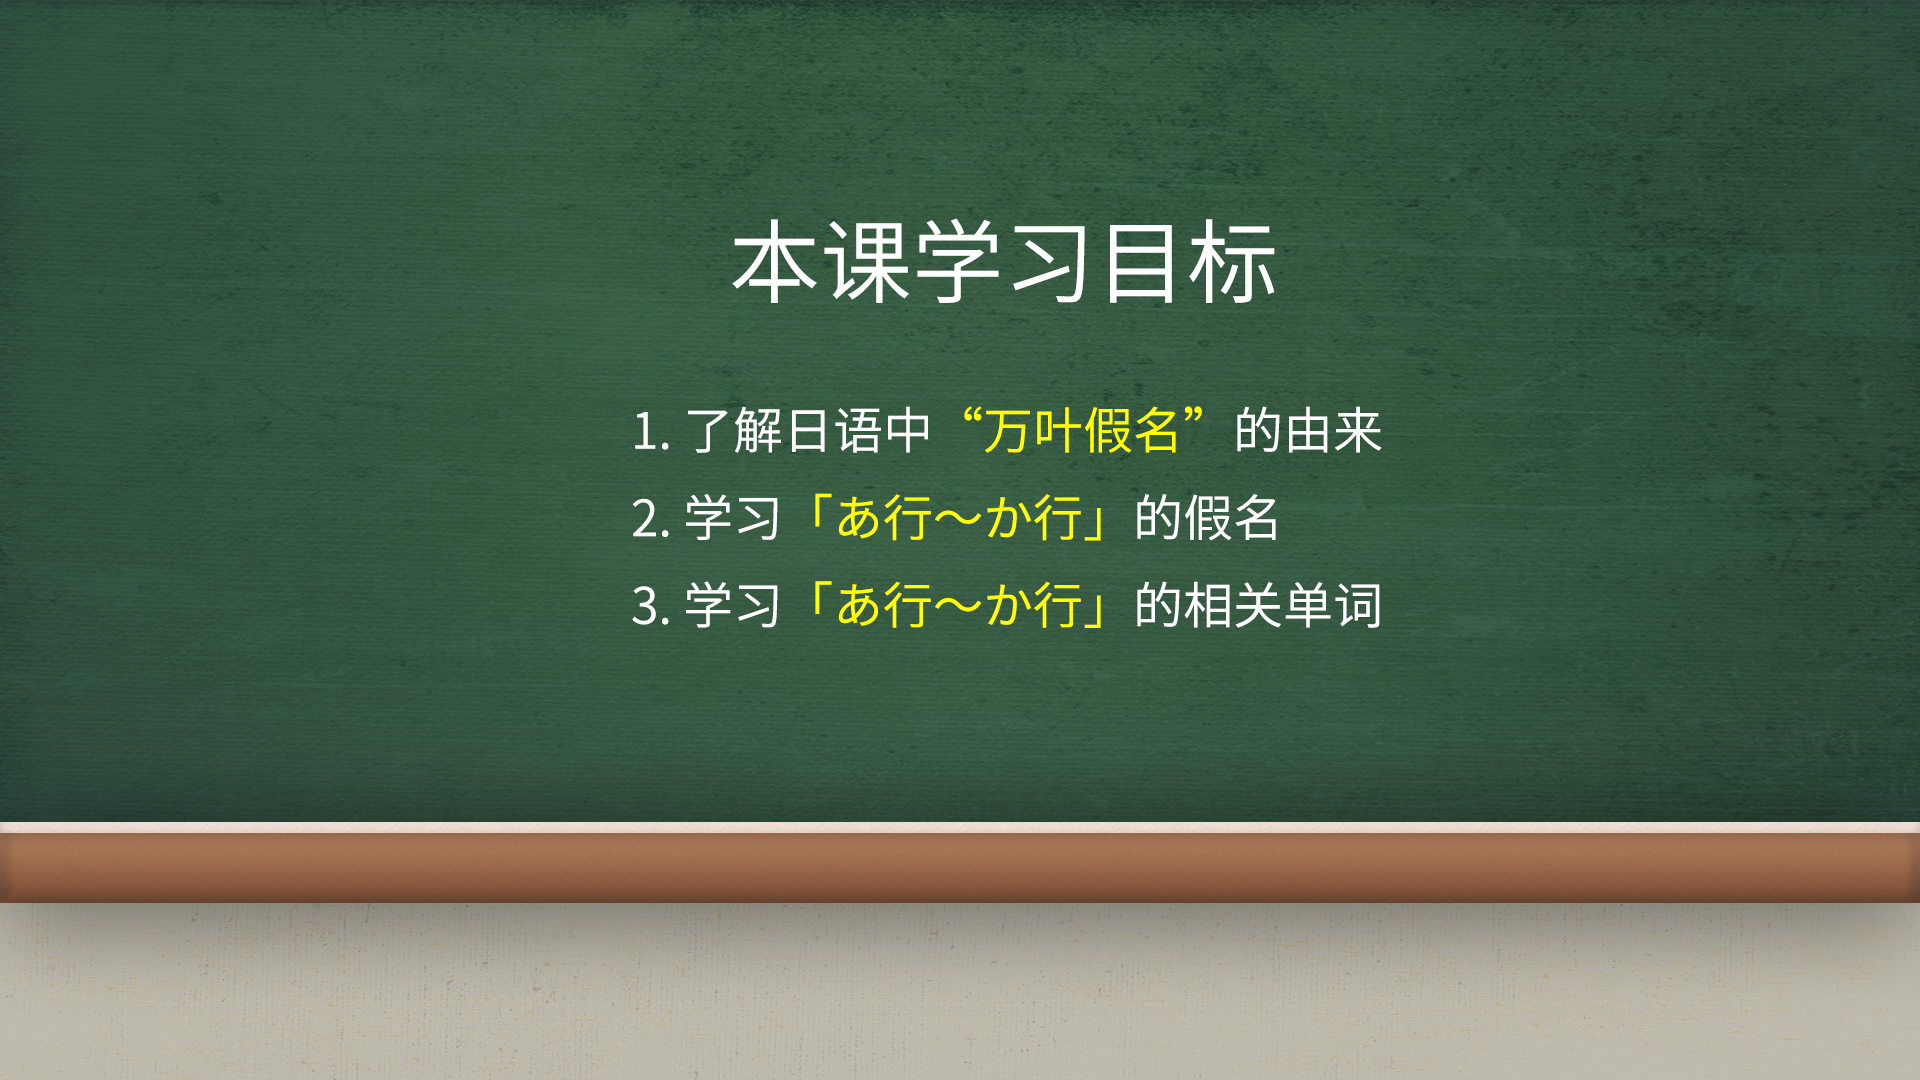 本课学习目标
1. 了解日语中“万叶假名”的由来
2. 学习「あ行～か行」的假名
3. 学习「あ行～か行」的相关单词